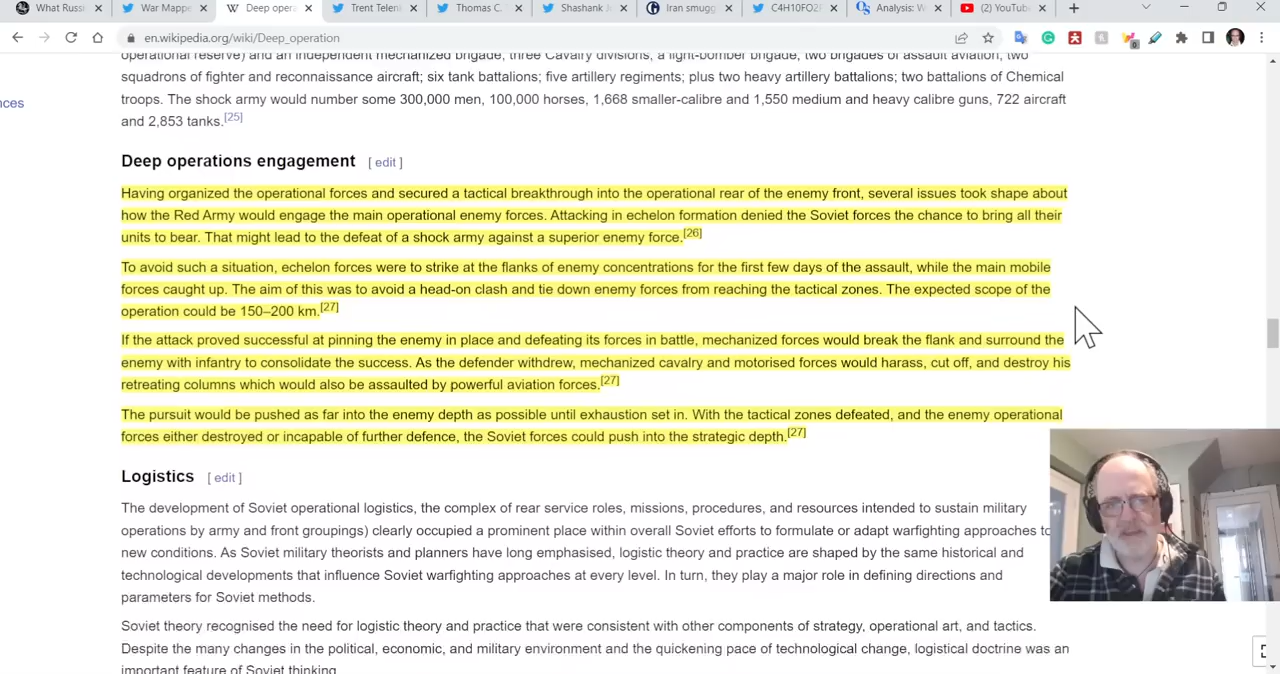 What Russi
War Mappe
Deep opera
Trent Telen
Thomas C.
Shashank J
Iran smugg
C4H10FO2P
Analysis: W
(2) YouTube
en.wikipedia.org/wiki/Deep_operation
operational reserve) and an independent mechanized brigade, three Cavalry divisions, a light-bomber brigade, two brigades of assault aviation, two
squadrons of fighter and reconnaissance aircraft; six tank battalions; five artillery regiments; plus two heavy artillery battalions; two battalions of Chemical
nces
troops. The shock army would number some 300,000 men, 100,000 horses, 1,668 smaller-calibre and 1,550 medium and heavy calibre guns, 722 aircraft
and 2,853 tanks.[25]
Deep operations engagement [ edit ]
Having organized the operational forces and secured a tactical breakthrough into the operational rear of the enemy front, several issues took shape about
how the Red Army would engage the main operational enemy forces. Attacking in echelon formation denied the Soviet forces the chance to bring all their
units to bear. That might lead to the defeat of a shock army against a superior enemy force.[26]
To avoid such a situation, echelon forces were to strike at the flanks of enemy concentrations for the first few days of the assault, while the main mobile
forces caught up. The aim of this was to avoid a head-on clash and tie down enemy forces from reaching the tactical zones. The expected scope of the
operation could be 150–200 km.[27]
If the attack proved successful at pinning the enemy in place and defeating its forces in battle, mechanized forces would break the flank and surround the
enemy with infantry to consolidate the success. As the defender withdrew, mechanized cavalry and motorised forces would harass, cut off, and destroy his
retreating columns which would also be assaulted by powerful aviation forces.[27]
The pursuit would be pushed as far into the enemy depth as possible until exhaustion set in. With the tactical zones defeated, and the enemy operational
forces either destroyed or incapable of further defence, the Soviet forces could push into the strategic depth.[27]
Logistics [ edit ]
The development of Soviet operational logistics, the complex of rear service roles, missions, procedures, and resources intended to sustain military
operations by army and front groupings) clearly occupied a prominent place within overall Soviet efforts to formulate or adapt warfighting approaches to
new conditions. As Soviet military theorists and planners have long emphasised, logistic theory and practice are shaped by the same historical and
technological developments that influence Soviet warfighting approaches at every level. In turn, they play a major role in defining directions and
parameters for Soviet methods.
Soviet theory recognised the need for logistic theory and practice that were consistent with other components of strategy, operational art, and tactics.
Despite the many changes in the political, economic, and military environment and the quickening pace of technological change, logistical doctrine was an
important feature of Soviet thinking.